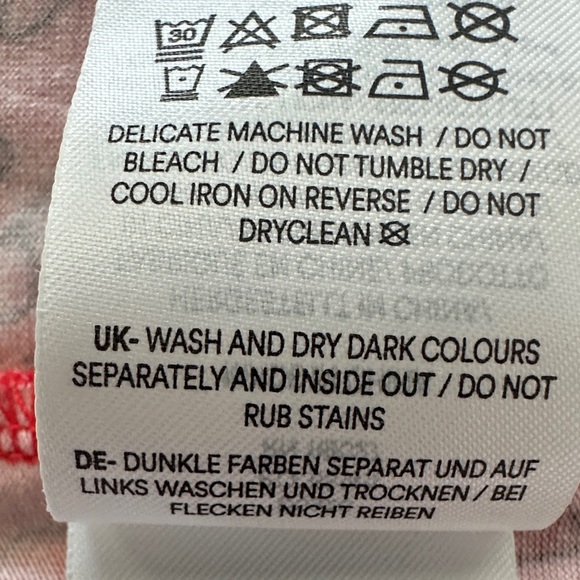 30
DELICATE MACHINE WASH / DO NOT
BLEACH / DO NOT TUMBLE DRY /
COOL IRON ON REVERSE / DO NOT
DRYCLEAN
UK- WASH AND DRY DARK COLOURS
SEPARATELY AND INSIDE OUT / DO NOT
RUB STAINS
DE- DUNKLE FARBEN SEPARAT UND AUF
LINKS WASCHEN UND TROCKNEN / BEI
FLECKEN NICHT REIBEN